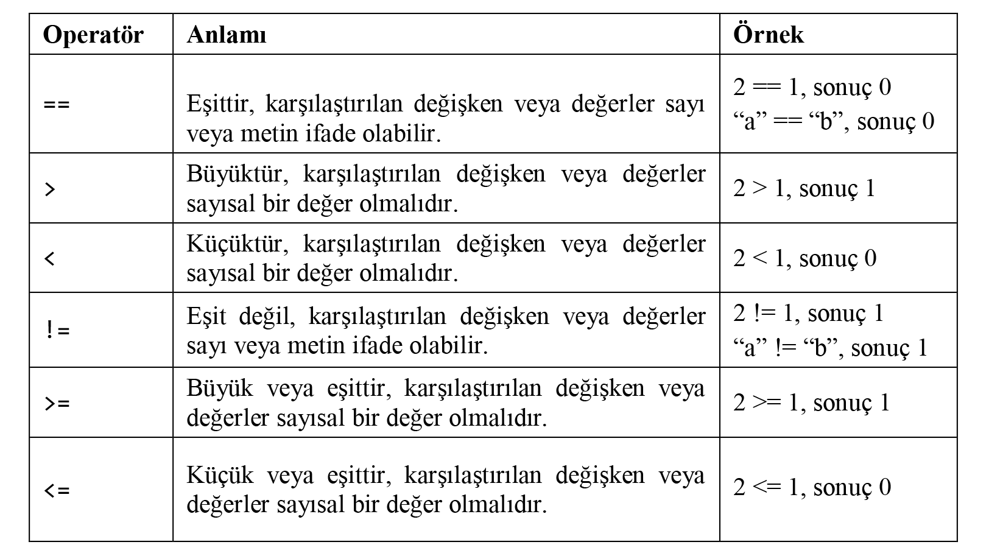 Operatör Anlamı Örnek
== Eşittir, karşılaştırılan değişken veya değerler sayı
veya metin ifade olabilir.
2 == 1, sonuç 0
“a” == “b”, sonuç 0
> Büyüktür, karşılaştırılan değişken veya değerler
sayısal bir değer olmalıdır.
2 > 1, sonuç 1
< Küçüktür, karşılaştırılan değişken veya değerler
sayısal bir değer olmalıdır.
2 < 1, sonuç 0
!= Eşit değil, karşılaştırılan değişken veya değerler
sayı veya metin ifade olabilir.
2 != 1, sonuç 1
“a” != “b”, sonuç 1
>= Büyük veya eşittir, karşılaştırılan değişken veya
değerler sayısal bir değer olmalıdır.
2 >= 1, sonuç 1
<= Küçük veya eşittir, karşılaştırılan değişken veya
değerler sayısal bir değer olmalıdır.
2 <= 1, sonuç 0